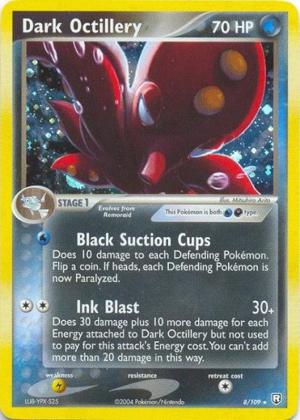 Dark Octillery 70 HP
Illus. Mitsuhiro Arita
STAGE 1
Evolves from
Remoraid
This Pokémon is both type.
Black Suction Cups
Does 10 damage to each Defending Pokémon.
Flip a coin. If heads, each Defending Pokémon is
now Paralyzed.
Ink Blast 30+
Does 30 damage plus 10 more damage for each
Energy attached to Dark Octillery but not used
to pay for this attack's Energy cost. You can't add
more than 20 damage in this way.
weakness resistance retreat cost
LUB-YPX-S25 ©2004 Pokémon/Nintendo 8/109 ★ R